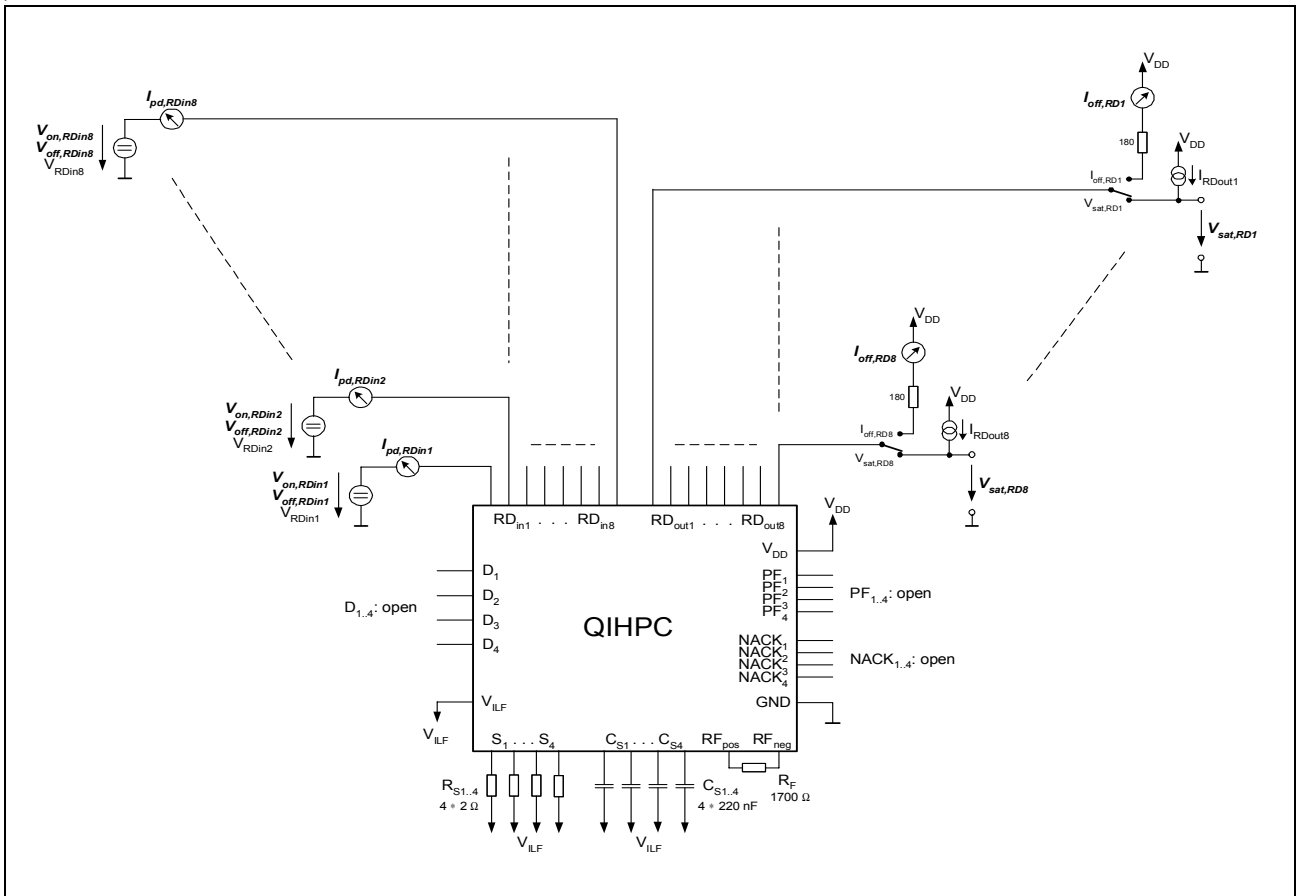 V_DD
I_off,RD1
180
V_DD
I_off,RD1
I_RDout1
V_sat,RD1
V_sat,RD1
I_pd,RDin8
V_on,RDin8
V_off,RDin8
V_RDin8
V_DD
I_off,RD8
180
V_DD
I_off,RD8
I_RDout8
V_sat,RD8
V_sat,RD8
I_pd,RDin2
V_on,RDin2
V_off,RDin2
V_RDin2
I_pd,RDin1
V_on,RDin1
V_off,RDin1
V_RDin1
RD_in1 . . . RD_in8 RD_out1 . . . RD_out8
V_DD
V_DD
D_1
D_2
D_3
D_4
D_1..4: open
QIHPC
PF_1
PF_2
PF_3
PF_4
PF_1..4: open
NACK_1
NACK_2
NACK_3
NACK_4
NACK_1..4: open
V_ILF
GND
V_ILF
S_1 . . . S_4 C_S1 . . . C_S4 RF_pos RF_neg
R_S1..4
4 * 2 Ω
C_S1..4
4 * 220 nF
R_F
1700 Ω
V_ILF V_ILF